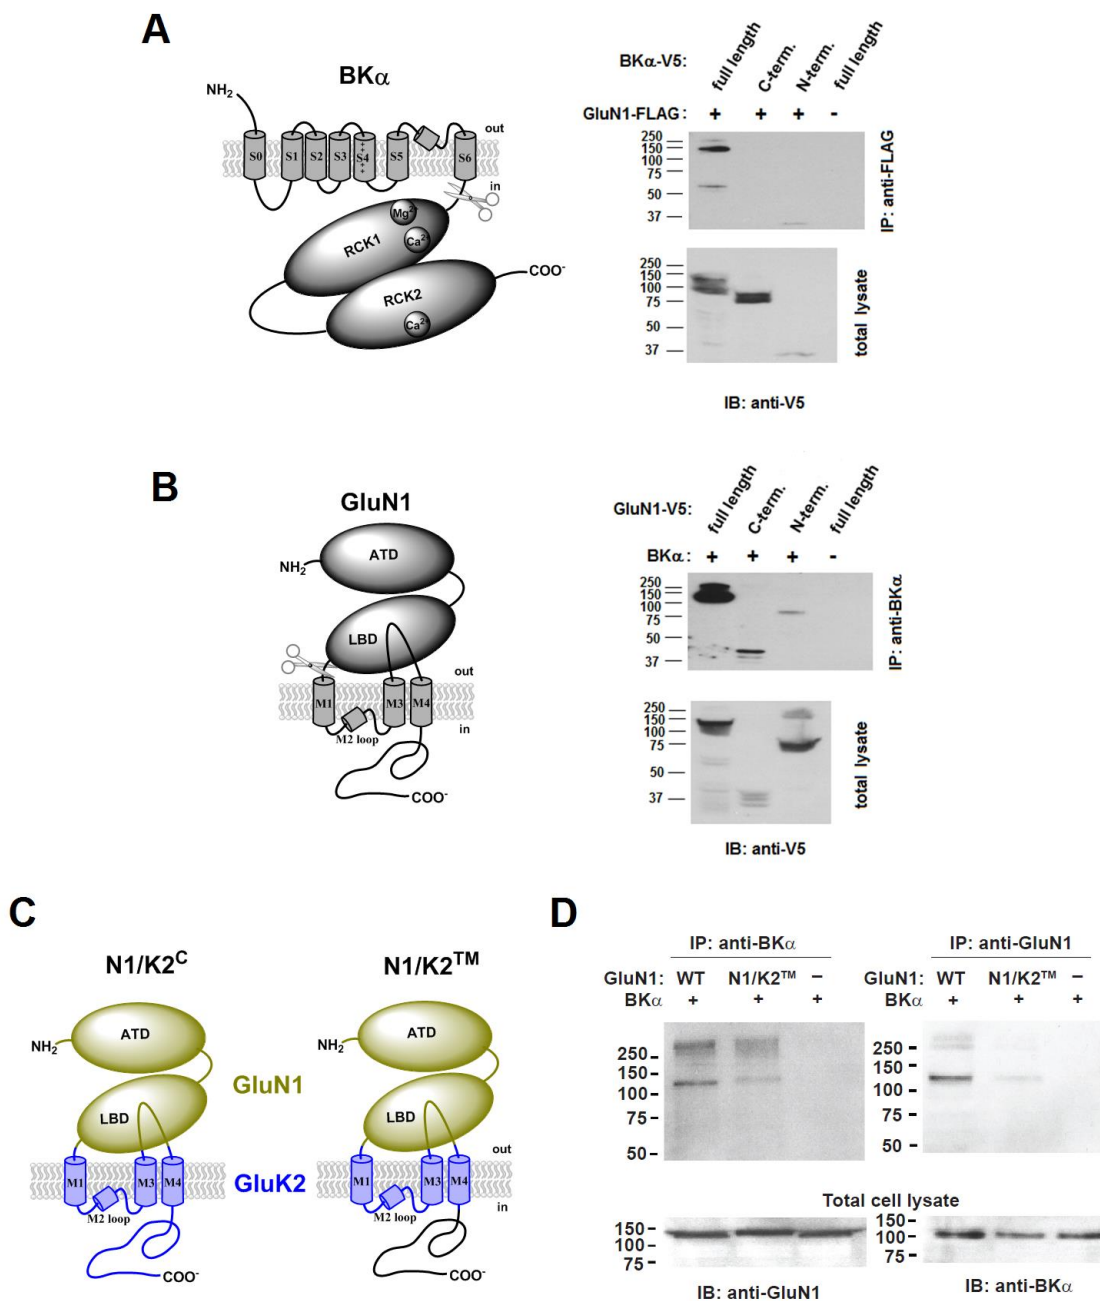 A
BKα
NH2
S0 S1 S2 S3 S4 S5 S6
+ + + +
out
in
Mg2+
RCK1
Ca2+
RCK2
COO-
Ca2+
BKα-V5: full length C-term. N-term. full length
GluN1-FLAG: + + + -
250
150
100
75
50
37
IP: anti-FLAG
250
150
100
75
50
37
total lysate
IB: anti-V5
B
GluN1
ATD
NH2
LBD
out
M1 M3 M4
M2 loop
in
COO-
GluN1-V5: full length C-term. N-term. full length
BKα: + + + -
250
150
100
50
37
IP: anti-BKα
250
150
100
75
50
37
total lysate
IB: anti-V5
C
N1/K2C
ATD
NH2
GluN1
LBD
M1 M3 M4
GluK2
M2 loop
COO-
N1/K2TM
ATD
NH2
LBD
out
M1 M3 M4
M2 loop
in
COO-
D
IP: anti-BKα
GluN1: WT N1/K2TM –
BKα + + +
250
150
100
75
50
IP: anti-GluN1
GluN1: WT N1/K2TM –
BKα + + +
250
150
100
75
50
Total cell lysate
150
100
75
IB: anti-GluN1
150
100
75
IB: anti-BKα